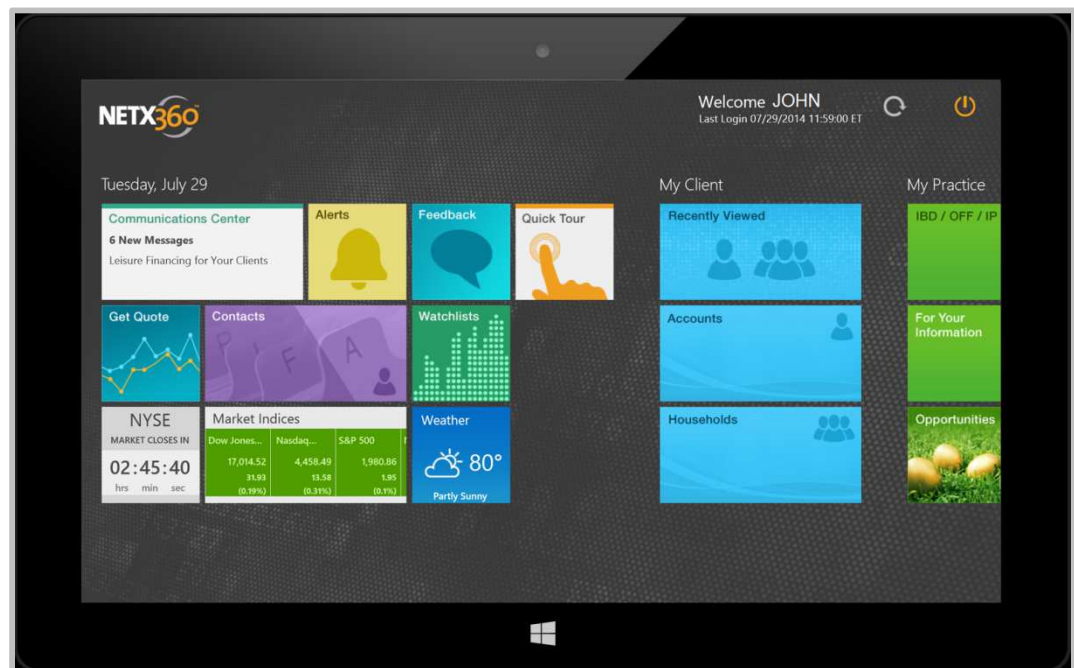 NETX360
Welcome JOHN
Last Login 07/29/2014 11:59:00 ET
Tuesday, July 29
My Client
My Practice
Communications Center
6 New Messages
Leisure Financing for Your Clients
Alerts
Feedback
Quick Tour
Recently Viewed
IBD / OFF / IP
Get Quote
Contacts
P I F A
Watchlists
Accounts
For Your
Information
NYSE
MARKET CLOSES IN
02:45:40
hrs min sec
Market Indices
Dow Jones... Nasdaq... S&P 500
17,014.52 4,458.49 1,980.86
31.93 13.58 1.95
(0.19%) (0.31%) (0.1%)
Weather
80°
Partly Sunny
Households
Opportunities